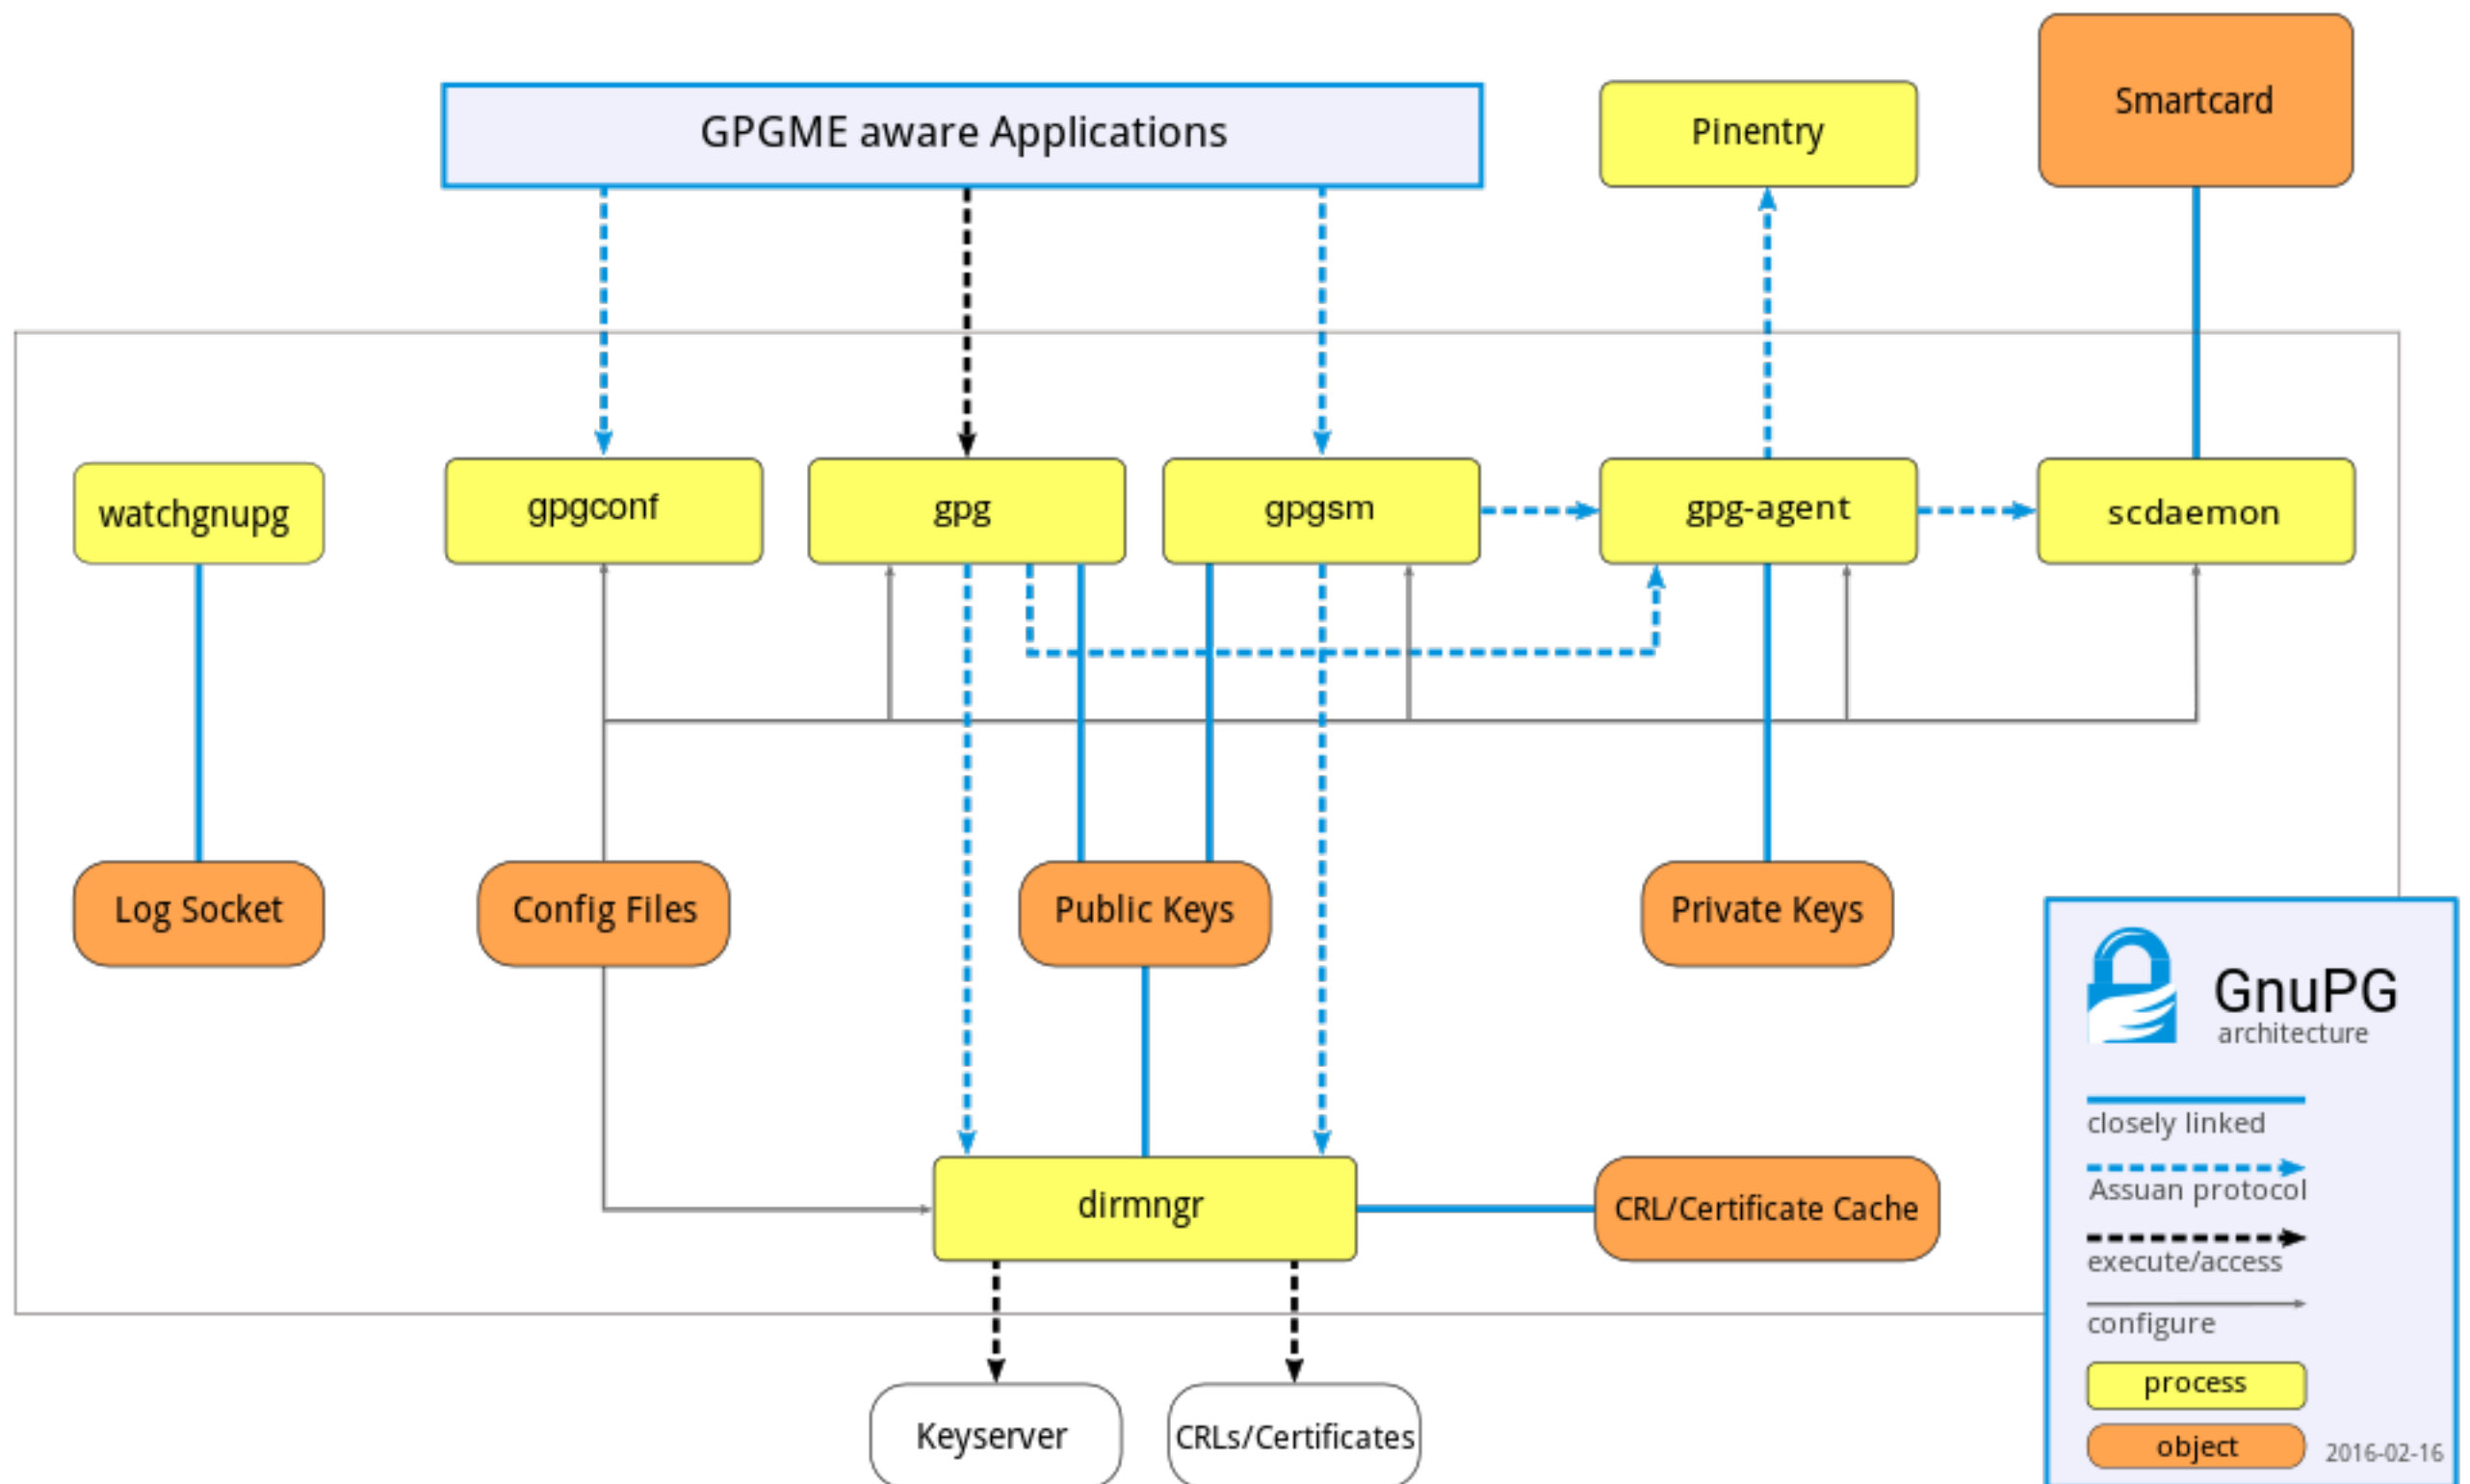 Smartcard
GPGME aware Applications
Pinentry
watchgnupg
gpgconf
gpg
gpgsm
gpg-agent
scdaemon
Log Socket
Config Files
Public Keys
Private Keys
GnuPG
architecture
closely linked
Assuan protocol
dirmngr
CRL/Certificate Cache
execute/access
configure
process
Keyserver
CRLs/Certificates
object
2016-02-16